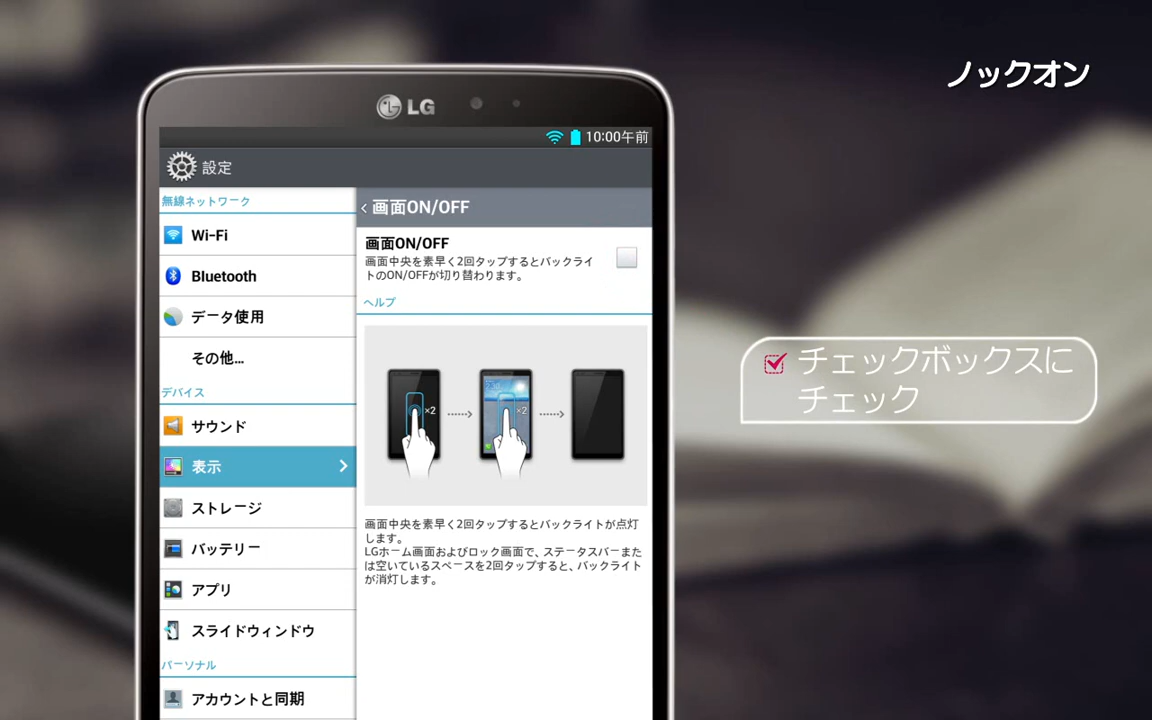 ノックオン
LG
10:00午前
設定
無線ネットワーク
Wi-Fi
Bluetooth
データ使用
その他...
デバイス
サウンド
表示
ストレージ
バッテリー
アプリ
スライドウィンドウ
パーソナル
アカウントと同期
画面ON/OFF
画面ON/OFF
画面中央を素早く2回タップするとバックライ
トのON/OFFが切り替わります。
ヘルプ
×2
×2
画面中央を素早く2回タップするとバックライトが点灯
します。
LGホーム画面およびロック画面で、ステータスバーまた
は空いているスペースを2回タップすると、バックライト
が消灯します。
チェックボックスに
チェック